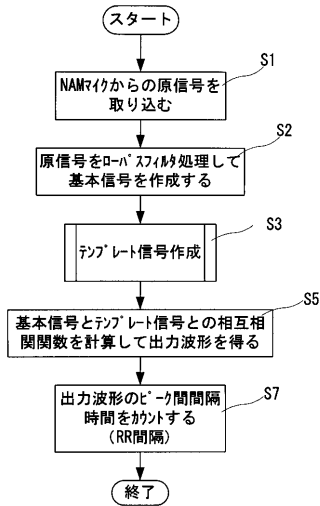 スタート
S1
NAMﾏｲｸからの原信号を
取り込む
S2
原信号をﾛｰﾊﾟｽﾌｨﾙﾀ処理して
基本信号を作成する
S3
ﾃﾝﾌﾟﾚｰﾄ信号作成
S5
基本信号とﾃﾝﾌﾟﾚｰﾄ信号との相互相
関関数を計算して出力波形を得る
S7
出力波形のﾋﾟｰｸ間間隔
時間をカウントする
(RR間隔)
終了